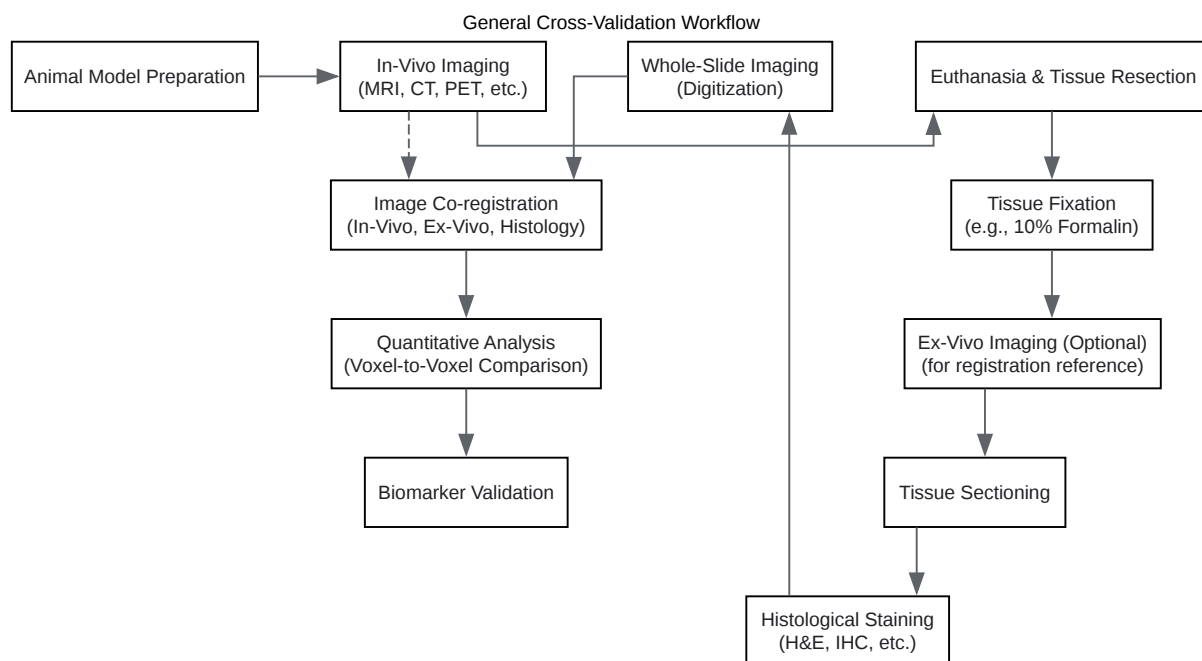 General Cross-Validation Workflow
Animal Model Preparation
In-Vivo Imaging
(MRI, CT, PET, etc.)
Whole-Slide Imaging
(Digitization)
Euthanasia & Tissue Resection
Image Co-registration
(In-Vivo, Ex-Vivo, Histology)
Tissue Fixation
(e.g., 10% Formalin)
Quantitative Analysis
(Voxel-to-Voxel Comparison)
Ex-Vivo Imaging (Optional)
(for registration reference)
Biomarker Validation
Tissue Sectioning
Histological Staining
(H&E, IHC, etc.)